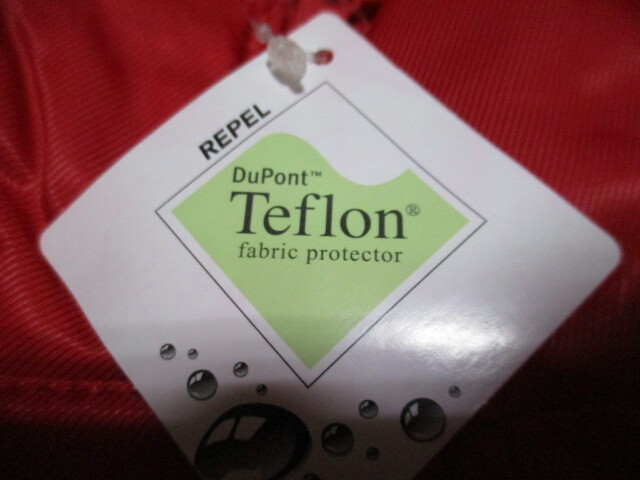 REPEL
DuPont™
Teflon®
fabric protector